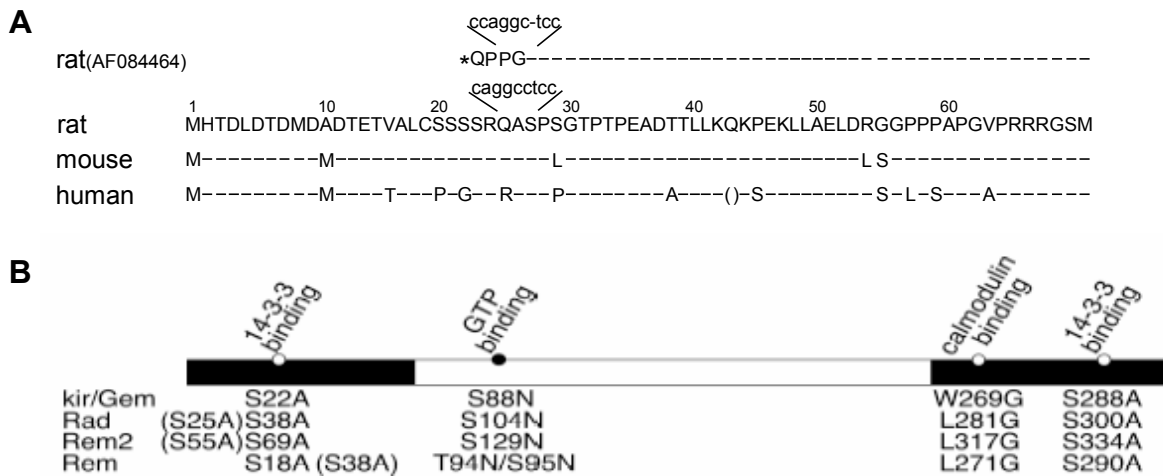 A
ccaggc-tcc
rat(AF084464) *QPPG--------------------------------------------
caggcctcc
1 10 20 30 40 50 60
rat MHTDLDTDMDADTETVALCSSSSRQASPSGTPTPEADTTLLKQKPEKLLAELDRGGPPPAPGVPRRRGSM
mouse M---------M-----------------L------------------------LS---------------
human M---------M----T---P-G--R---P--------A----()-S---------S-L-S---A-------
B
14-3-3 binding GTP binding calmodulin binding 14-3-3 binding
kir/Gem S22A S88N W269G S288A
Rad (S25A) S38A S104N L281G S300A
Rem2 (S55A) S69A S129N L317G S334A
Rem S18A (S38A) T94N/S95N L271G S290A